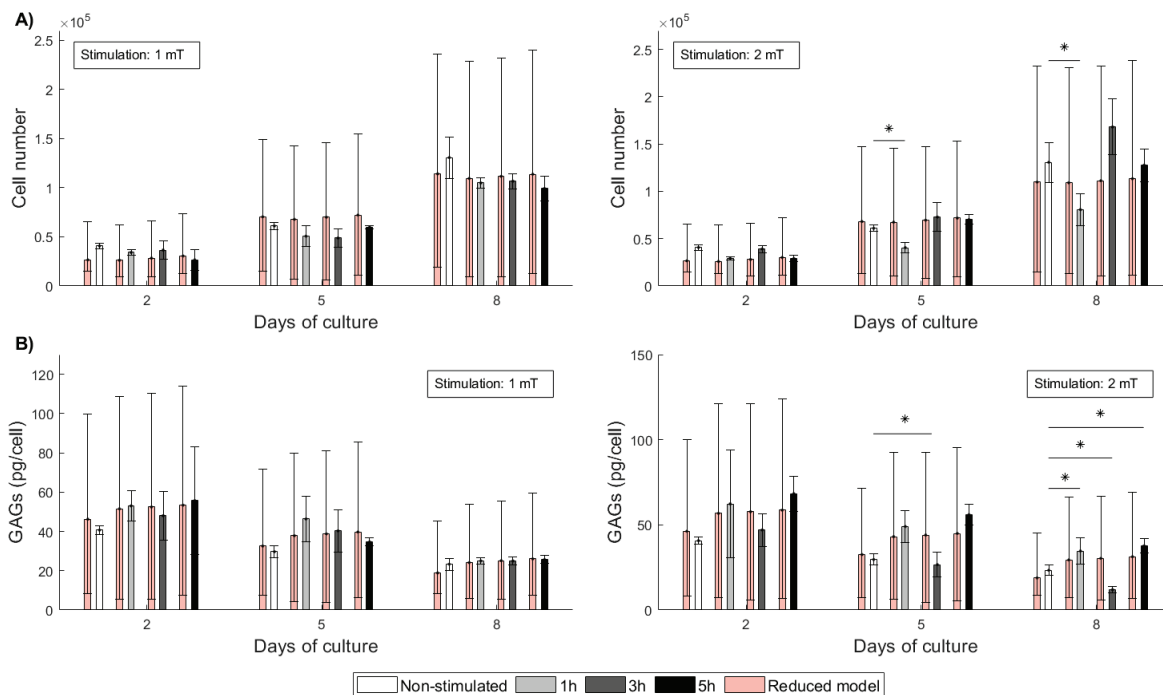 A)
×10⁵
Stimulation: 1 mT
Cell number
2.5
2
1.5
1
0.5
0
2
5
8
Days of culture
×10⁵
Stimulation: 2 mT
Cell number
2.5
2
1.5
1
0.5
0
*
*
2
5
8
Days of culture
B)
Stimulation: 1 mT
GAGs (pg/cell)
120
100
80
60
40
20
0
2
5
8
Days of culture
Stimulation: 2 mT
GAGs (pg/cell)
150
100
50
0
*
*
*
*
2
5
8
Days of culture
Non-stimulated 1h 3h 5h Reduced model